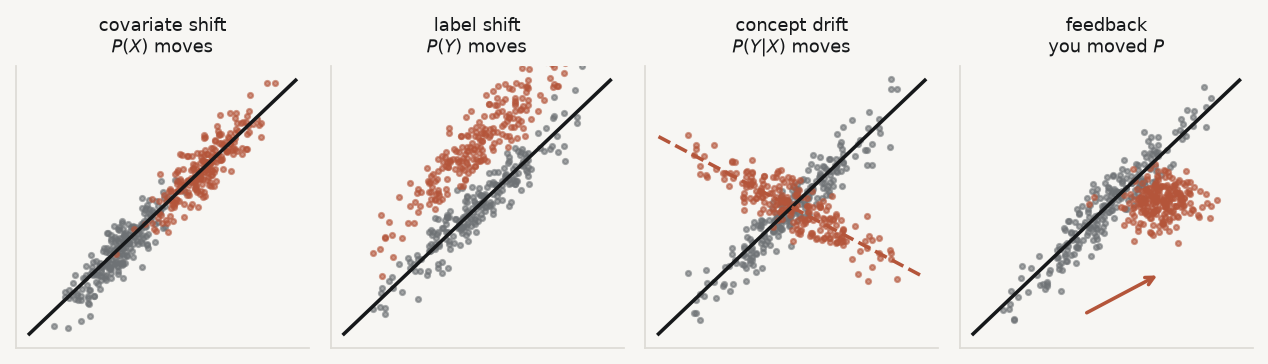 covariate shift
P(X) moves
label shift
P(Y) moves
concept drift
P(Y|X) moves
feedback
you moved P